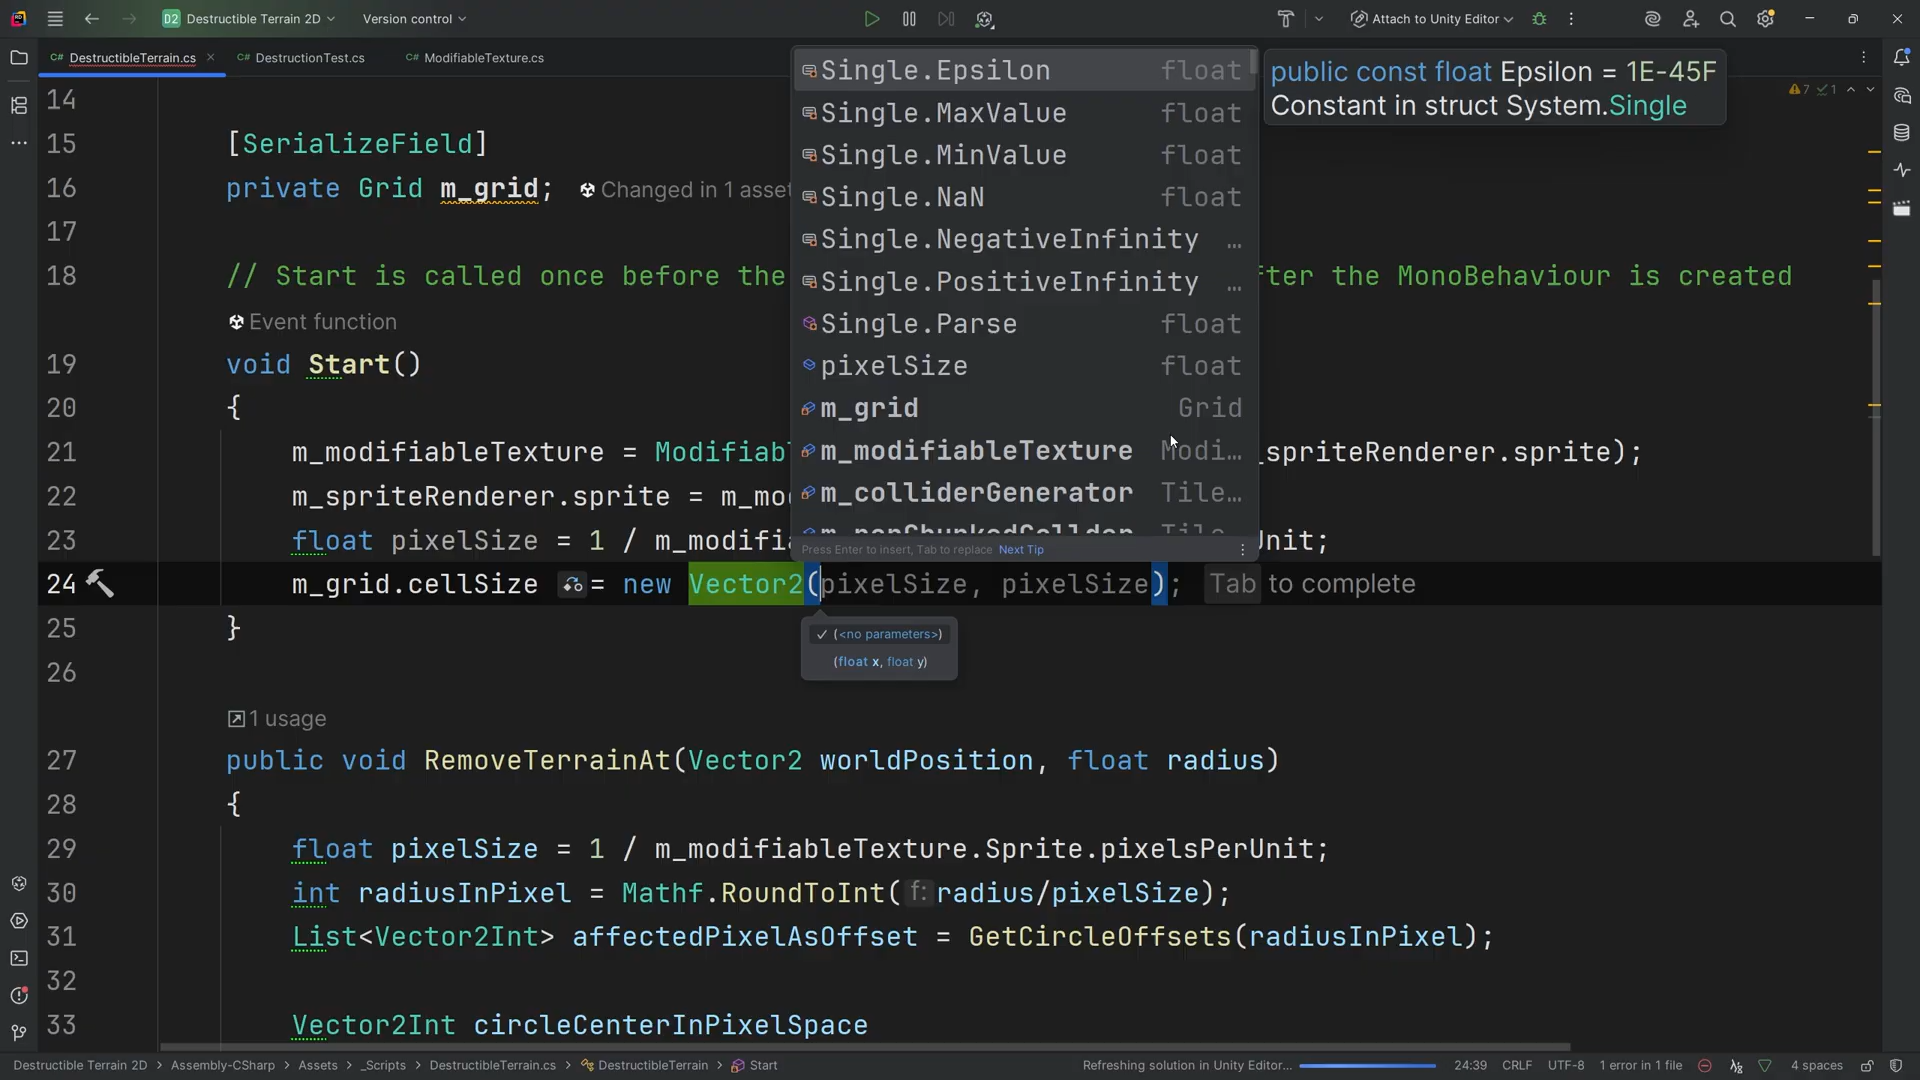 D2 Destructible Terrain 2D
Version control
Attach to Unity Editor
C# DestructibleTerrain.cs
C# DestructionTest.cs
C# ModifiableTexture.cs
7 1
14
15 [SerializeField]
16 private Grid m_grid; Changed in 1 asset
17
18 // Start is called once before the fter the MonoBehaviour is created
Event function
19 void Start()
20 {
21 m_modifiableTexture = Modifiabl _spriteRenderer.sprite);
22 m_spriteRenderer.sprite = m_mo
23 float pixelSize = 1 / m_modifi Unit;
24 m_grid.cellSize = new Vector2(pixelSize, pixelSize); Tab to complete
25 }
26
1 usage
27 public void RemoveTerrainAt(Vector2 worldPosition, float radius)
28 {
29 float pixelSize = 1 / m_modifiableTexture.Sprite.pixelsPerUnit;
30 int radiusInPixel = Mathf.RoundToInt(f: radius/pixelSize);
31 List<Vector2Int> affectedPixelAsOffset = GetCircleOffsets(radiusInPixel);
32
33 Vector2Int circleCenterInPixelSpace
Single.Epsilon float
Single.MaxValue float
Single.MinValue float
Single.NaN float
Single.NegativeInfinity …
Single.PositiveInfinity …
Single.Parse float
pixelSize float
m_grid Grid
m_modifiableTexture Modi…
m_colliderGenerator Tile…
Press Enter to insert, Tab to replace Next Tip
public const float Epsilon = 1E-45F
Constant in struct System.Single
(<no parameters>)
(float x, float y)
Destructible Terrain 2D > Assembly-CSharp > Assets > _Scripts > DestructibleTerrain.cs > DestructibleTerrain > Start
Refreshing solution in Unity Editor...
24:39 CRLF UTF-8 1 error in 1 file 4 spaces